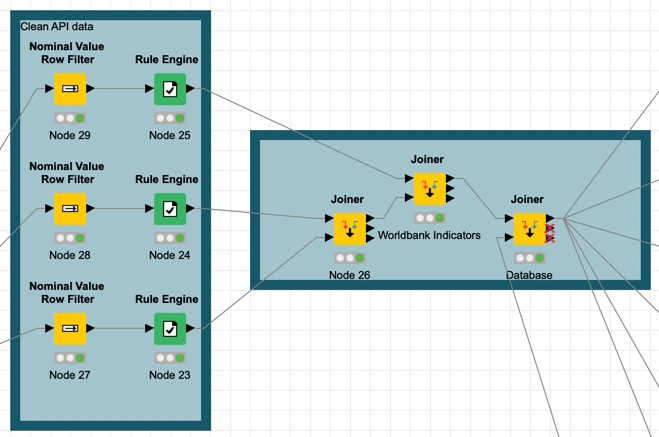 Clean API data
Nominal Value
Row Filter
Rule Engine
Node 29
Node 25
Nominal Value
Row Filter
Rule Engine
Node 28
Node 24
Nominal Value
Row Filter
Rule Engine
Node 27
Node 23
Joiner
Worldbank Indicators
Joiner
Node 26
Joiner
Database